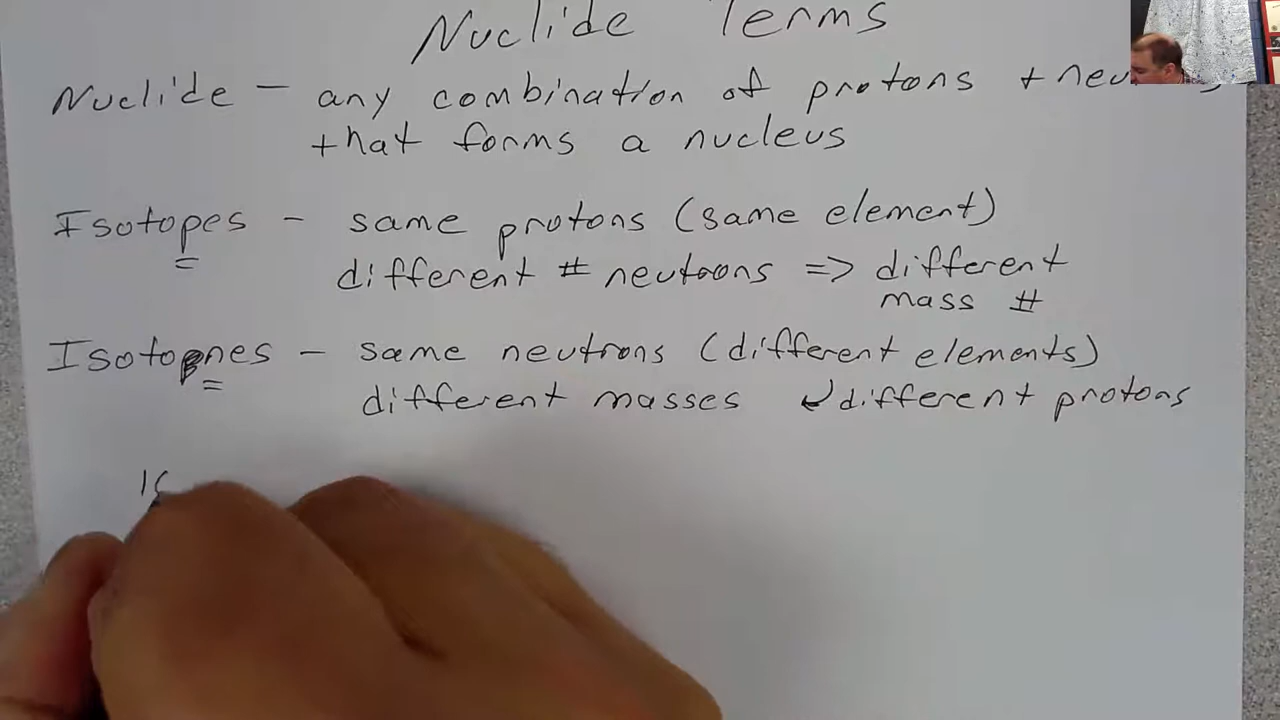 Nuclide Terms
Nuclide - any combination of protons +
that forms a nucleus
Isotopes - same protons (same element)
different # neutrons => different
mass #
Isotones - same neutrons (different elements)
different masses different protons